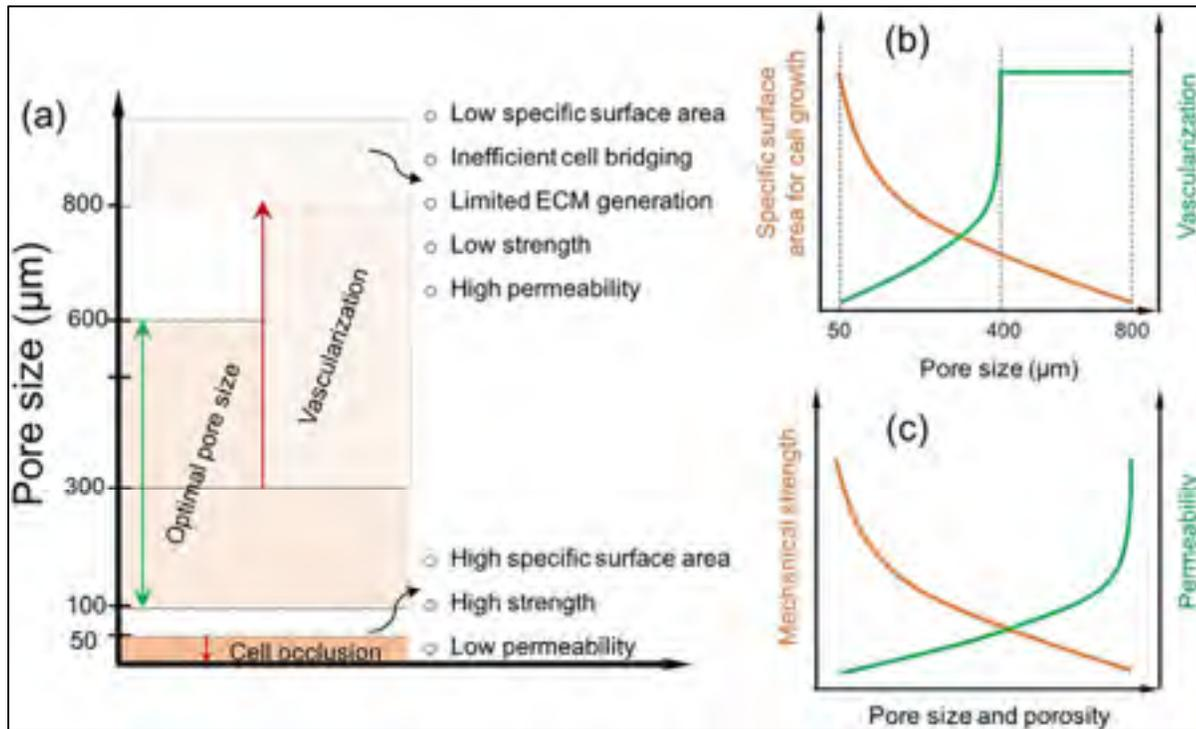 (a)
Pore size (µm)
800
600
300
100
50
Optimal pore size
Vascularization
Cell occlusion
Low specific surface area
Inefficient cell bridging
Limited ECM generation
Low strength
High permeability
High specific surface area
High strength
Low permeability
(b)
Specific surface
area for cell growth
Vascularization
50
400
800
Pore size (µm)
(c)
Mechanical strength
Permeability
Pore size and porosity